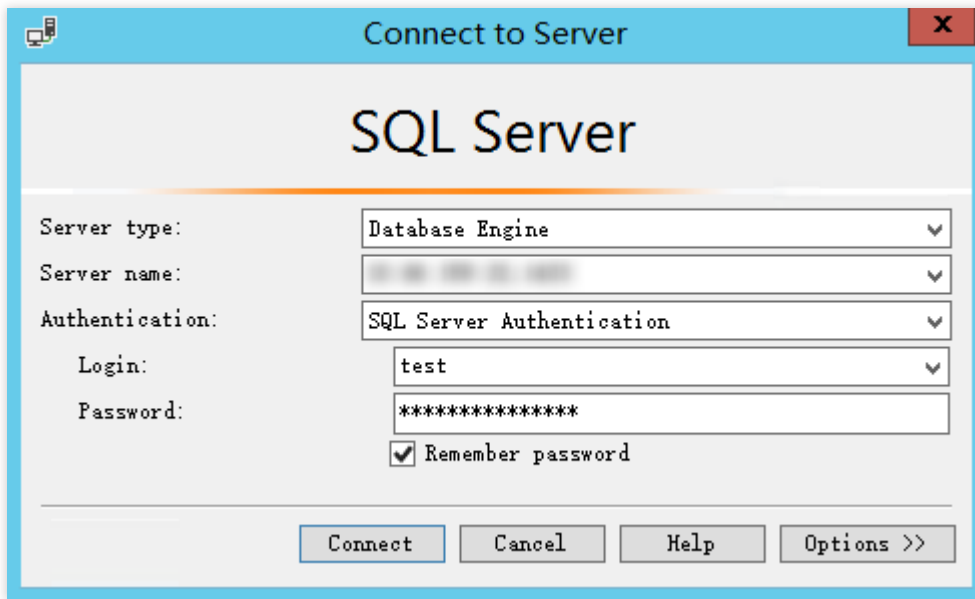 Connect to Server
X
SQL Server
Server type: Database Engine
Server name:
Authentication: SQL Server Authentication
Login: test
Password: ***************
Remember password
Connect Cancel Help Options >>